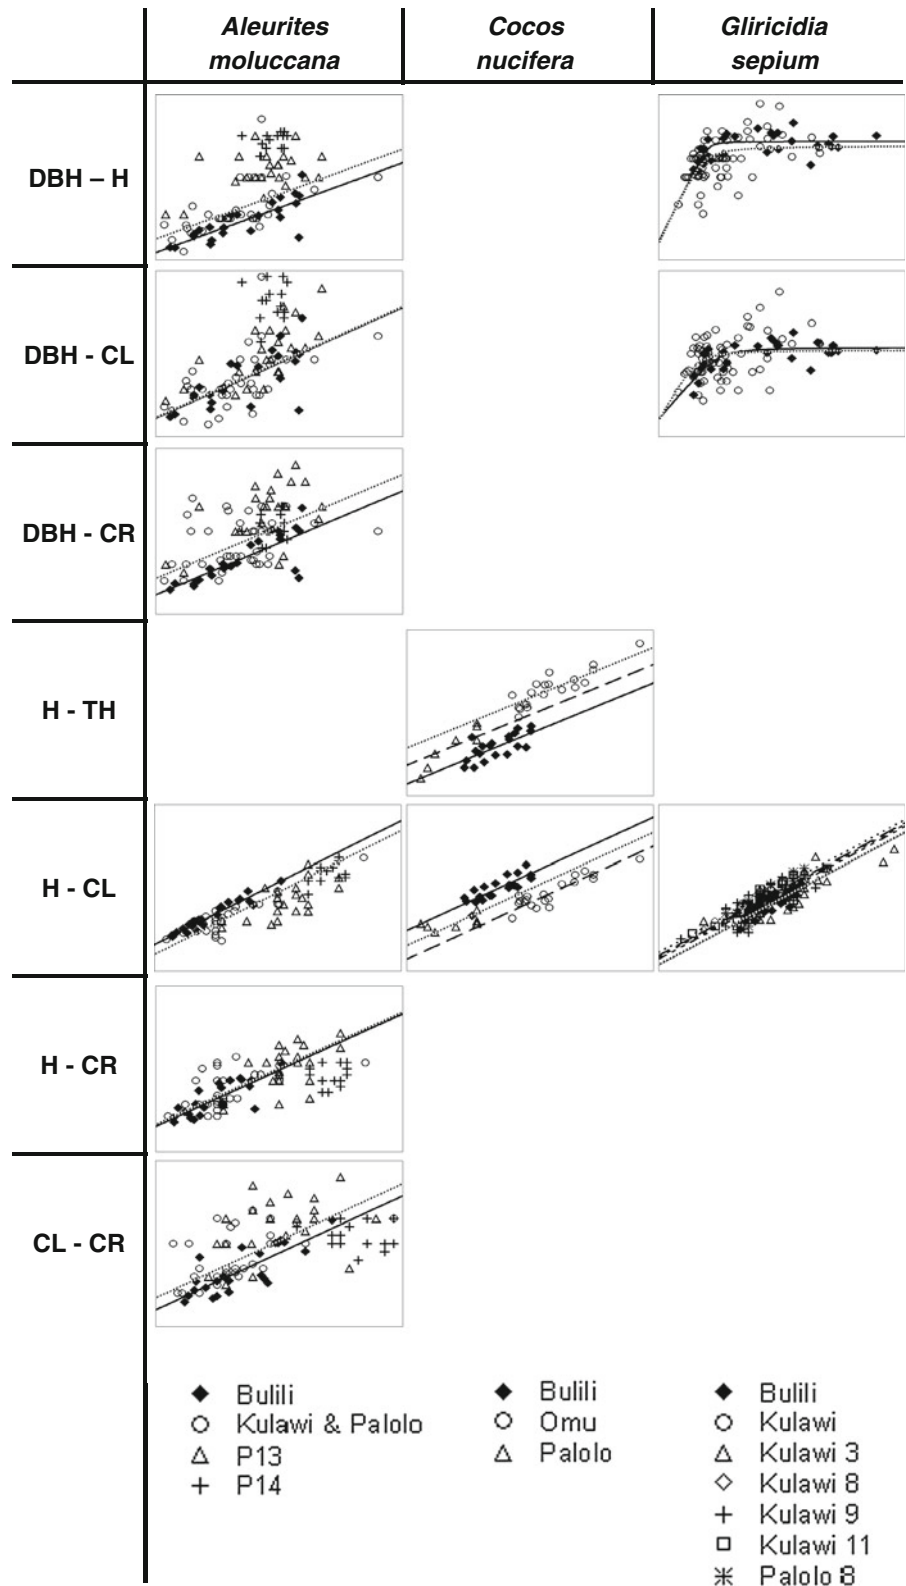 Aleurites
moluccana
Cocos
nucifera
Gliricidia
sepium
DBH – H
DBH - CL
DBH - CR
H - TH
H - CL
H - CR
CL - CR
Bulili
Kulawi & Palolo
P13
P14
Bulili
Omu
Palolo
Bulili
Kulawi
Kulawi 3
Kulawi 8
Kulawi 9
Kulawi 11
Palolo 8